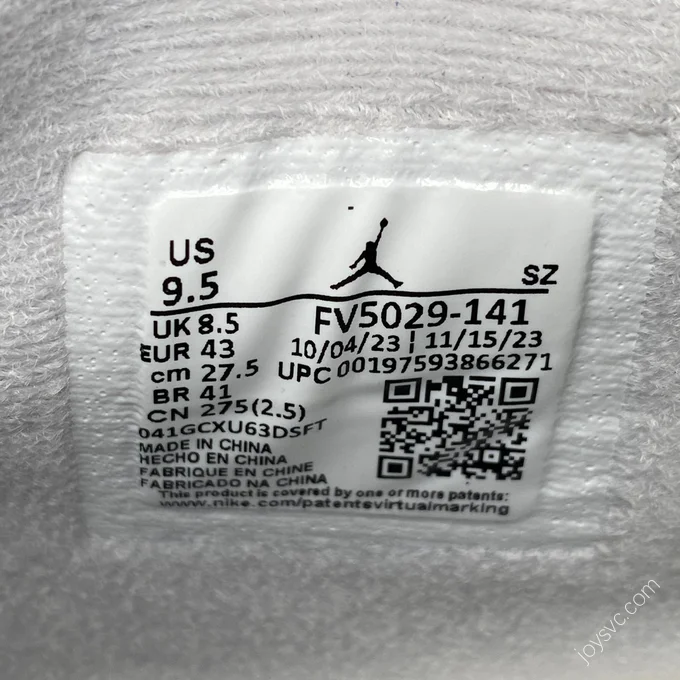 US
9.5
SZ
UK 8.5
FV5029-141
EUR 43
10/04/23 | 11/15/23
cm 27.5
UPC 00197593866271
BR 41
CN 275(2.5)
041GCXU63DSFT
MADE IN CHINA
HECHO EN CHINA
FABRIQUE EN CHINE
FABRICADO NA CHINA
This product is covered by one or more patents:
www.nike.com/patentsvirtualmarking
joysvc.com